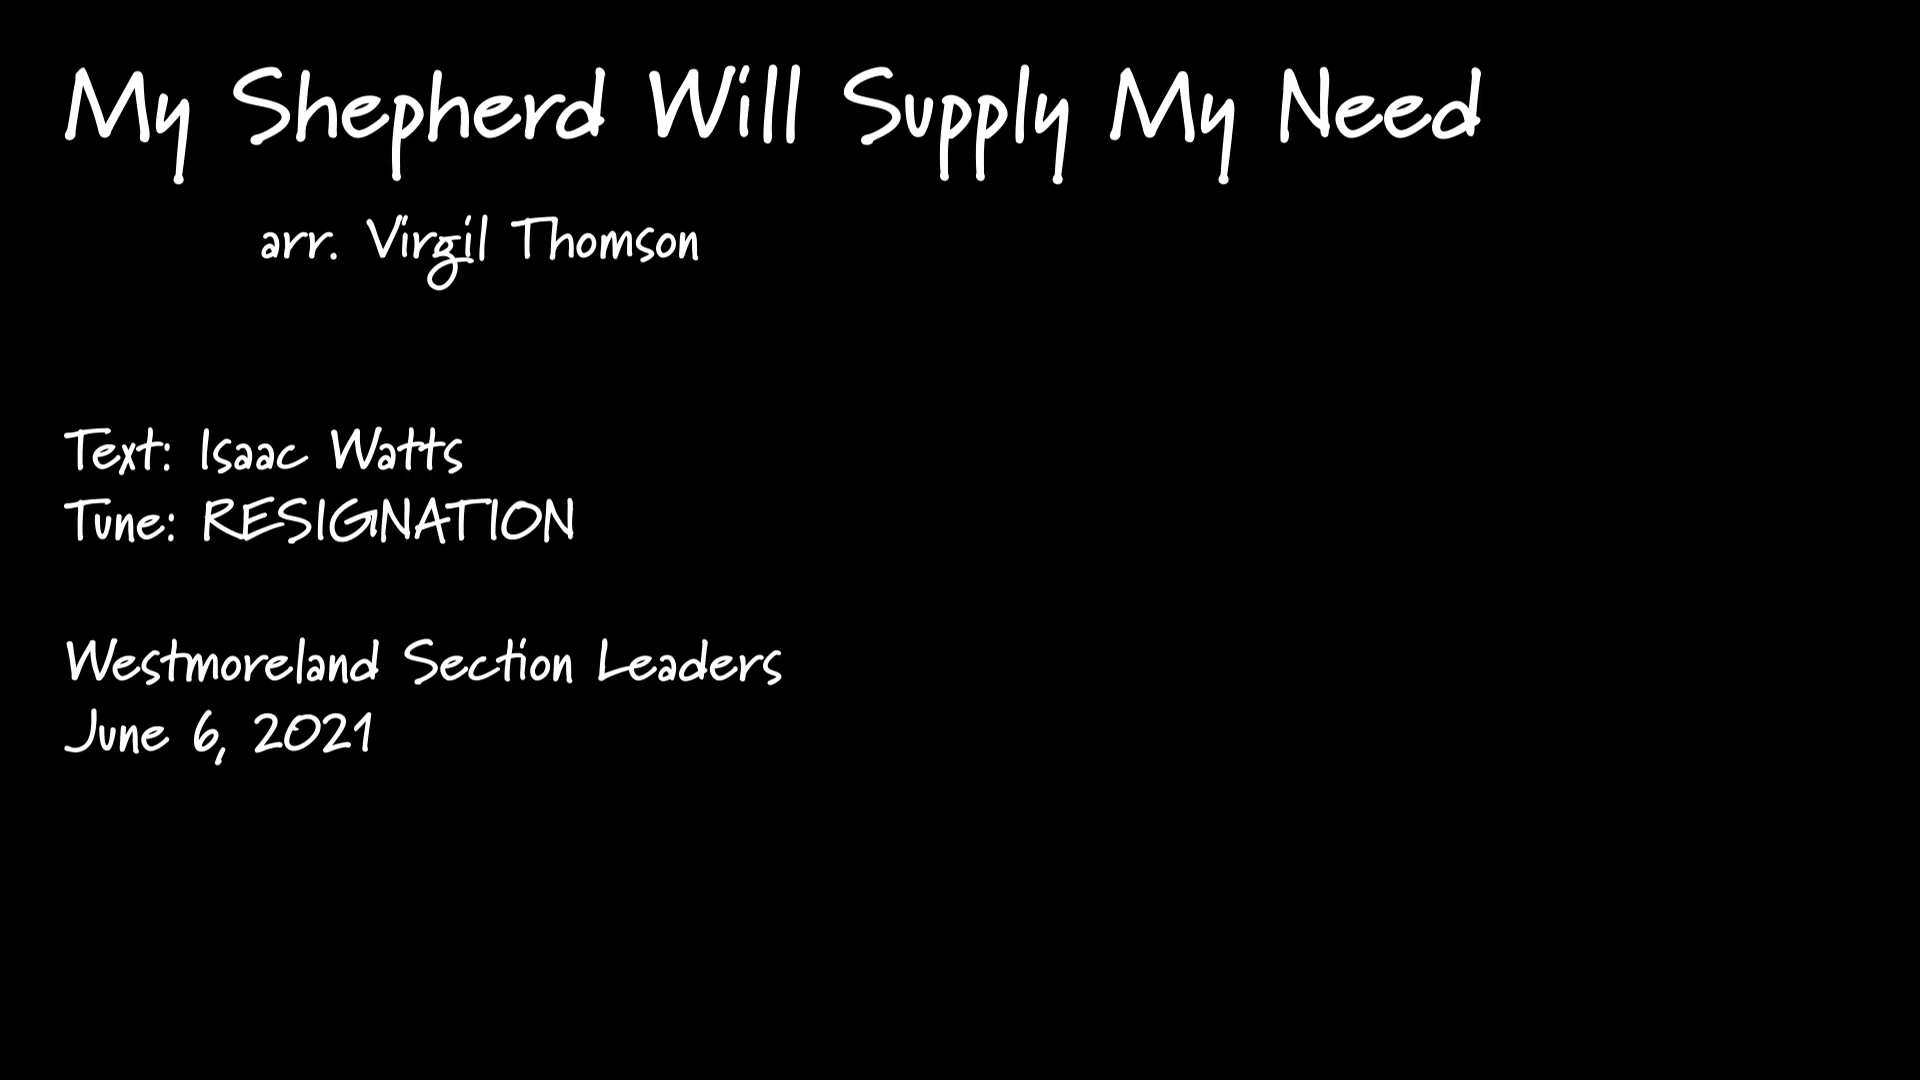 My Shepherd Will Supply My Need
arr. Virgil Thomson
Text: Isaac Watts
Tune: RESIGNATION
Westmoreland Section Leaders
June 6, 2021